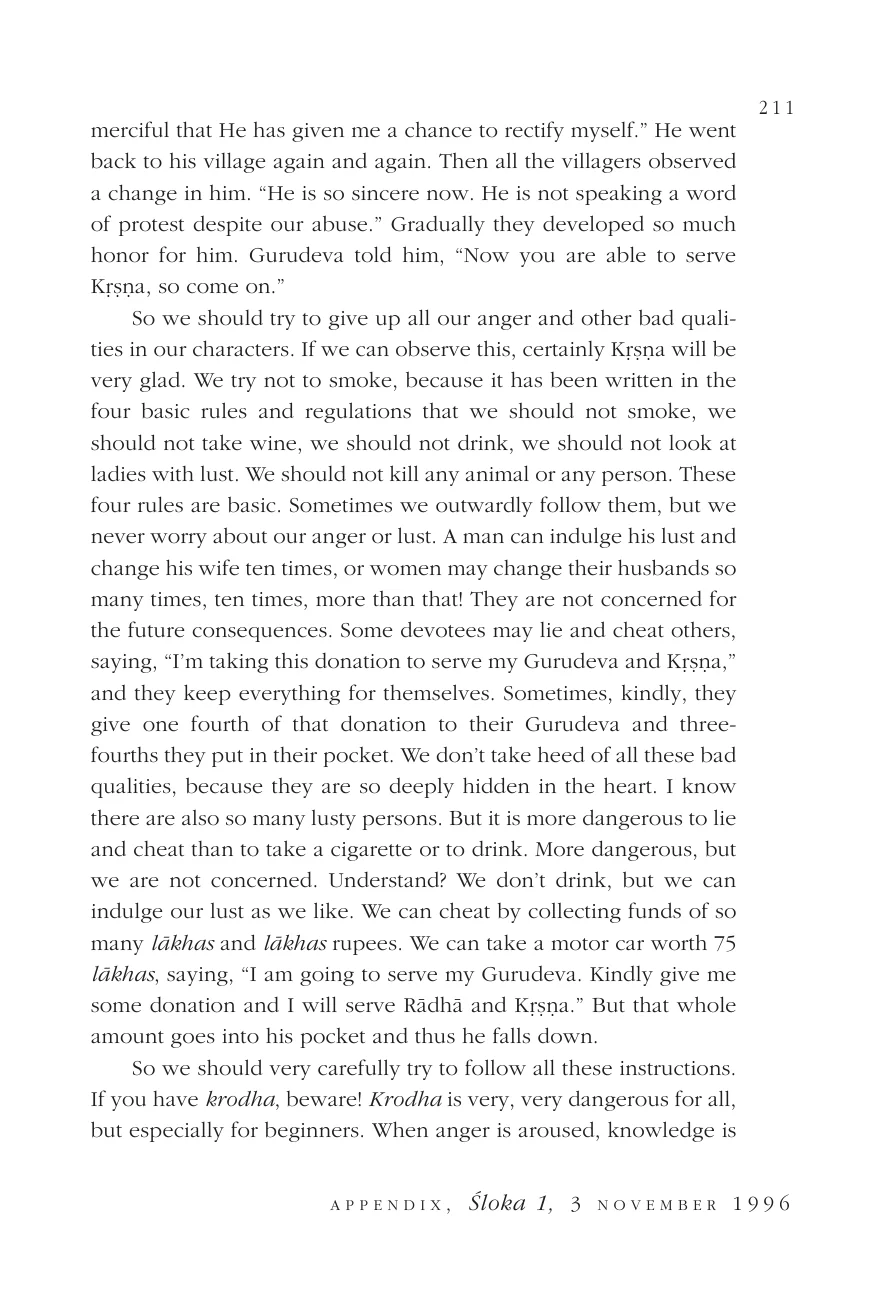 211
merciful that He has given me a chance to rectify myself.” He went
back to his village again and again. Then all the villagers observed
a change in him. “He is so sincere now. He is not speaking a word
of protest despite our abuse.” Gradually they developed so much
honor for him. Gurudeva told him, “Now you are able to serve
Kṛṣṇa, so come on.”
So we should try to give up all our anger and other bad quali-
ties in our characters. If we can observe this, certainly Kṛṣṇa will be
very glad. We try not to smoke, because it has been written in the
four basic rules and regulations that we should not smoke, we
should not take wine, we should not drink, we should not look at
ladies with lust. We should not kill any animal or any person. These
four rules are basic. Sometimes we outwardly follow them, but we
never worry about our anger or lust. A man can indulge his lust and
change his wife ten times, or women may change their husbands so
many times, ten times, more than that! They are not concerned for
the future consequences. Some devotees may lie and cheat others,
saying, “I’m taking this donation to serve my Gurudeva and Kṛṣṇa,”
and they keep everything for themselves. Sometimes, kindly, they
give one fourth of that donation to their Gurudeva and three-
fourths they put in their pocket. We don’t take heed of all these bad
qualities, because they are so deeply hidden in the heart. I know
there are also so many lusty persons. But it is more dangerous to lie
and cheat than to take a cigarette or to drink. More dangerous, but
we are not concerned. Understand? We don’t drink, but we can
indulge our lust as we like. We can cheat by collecting funds of so
many lākhas and lākhas rupees. We can take a motor car worth 75
lākhas, saying, “I am going to serve my Gurudeva. Kindly give me
some donation and I will serve Rādhā and Kṛṣṇa.” But that whole
amount goes into his pocket and thus he falls down.
So we should very carefully try to follow all these instructions.
If you have krodha, beware! Krodha is very, very dangerous for all,
but especially for beginners. When anger is aroused, knowledge is
APPENDIX, Śloka 1, 3 NOVEMBER 1996